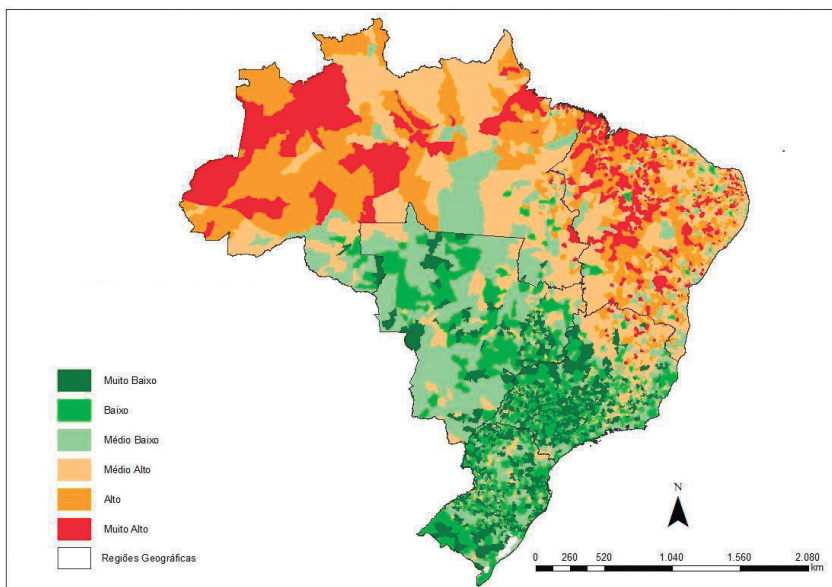 Muito Baixo
Baixo
Médio Baixo
Médio Alto
Alto
Muito Alto
Regiões Geográficas
N
0 260 520 1.040 1.560 2.080
km